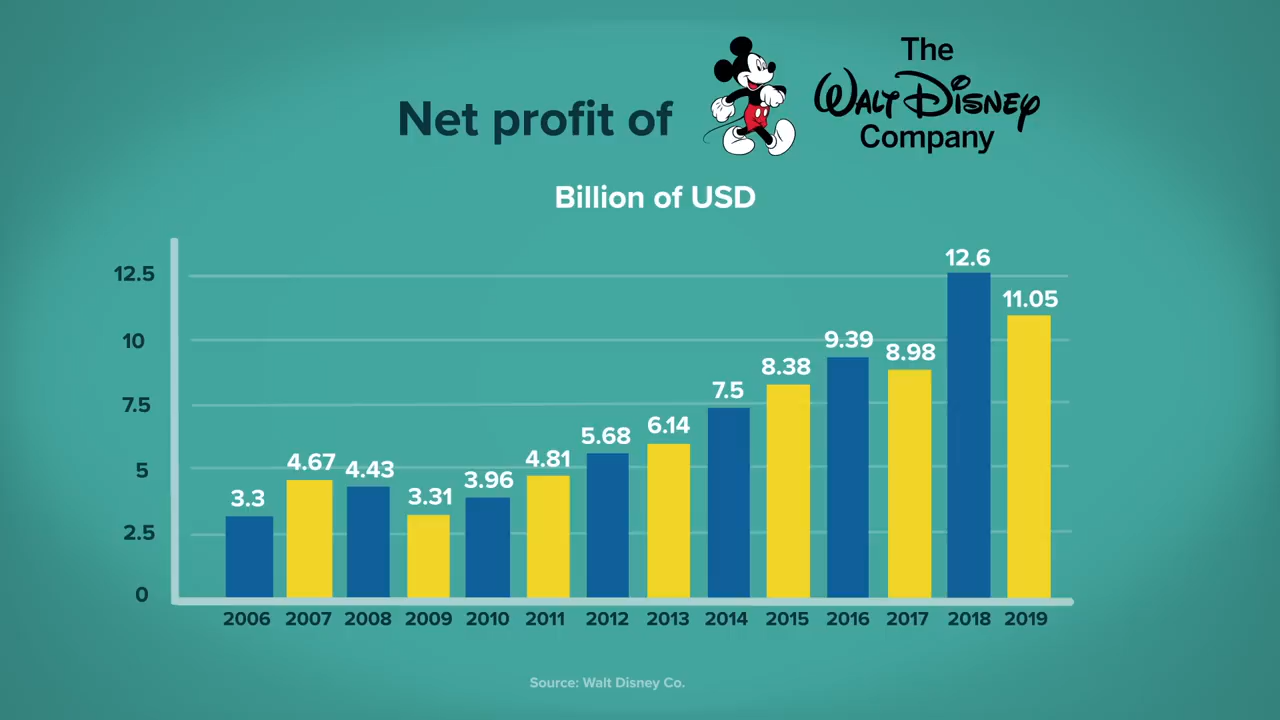 Net profit of
The
Walt Disney
Company
Billion of USD
12.5
10
7.5
5
2.5
0
3.3
4.67
4.43
3.31
3.96
4.81
5.68
6.14
7.5
8.38
9.39
8.98
12.6
11.05
2006 2007 2008 2009 2010 2011 2012 2013 2014 2015 2016 2017 2018 2019
Source: Walt Disney Co.